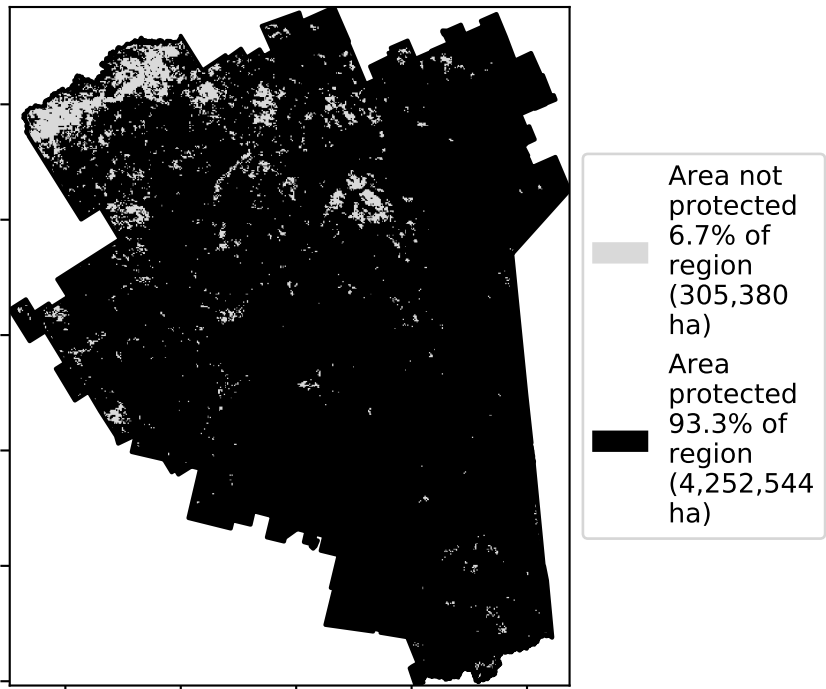 Area not
protected
6.7% of
region
(305,380
ha)
Area
protected
93.3% of
region
(4,252,544
ha)